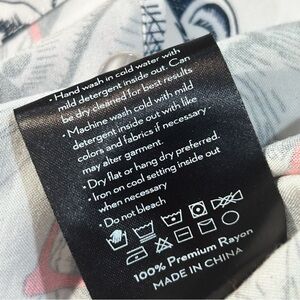 • Hand wash in cold water with
mild detergent inside out. Can
be dry cleaned for best results
• Machine wash cold with mild
detergent inside out with like
colors and fabrics if necessary -
may alter garment.
• Dry flat or hang dry preferred.
• Iron on cool setting inside out
when necessary
• Do not bleach
100% Premium Rayon
MADE IN CHINA